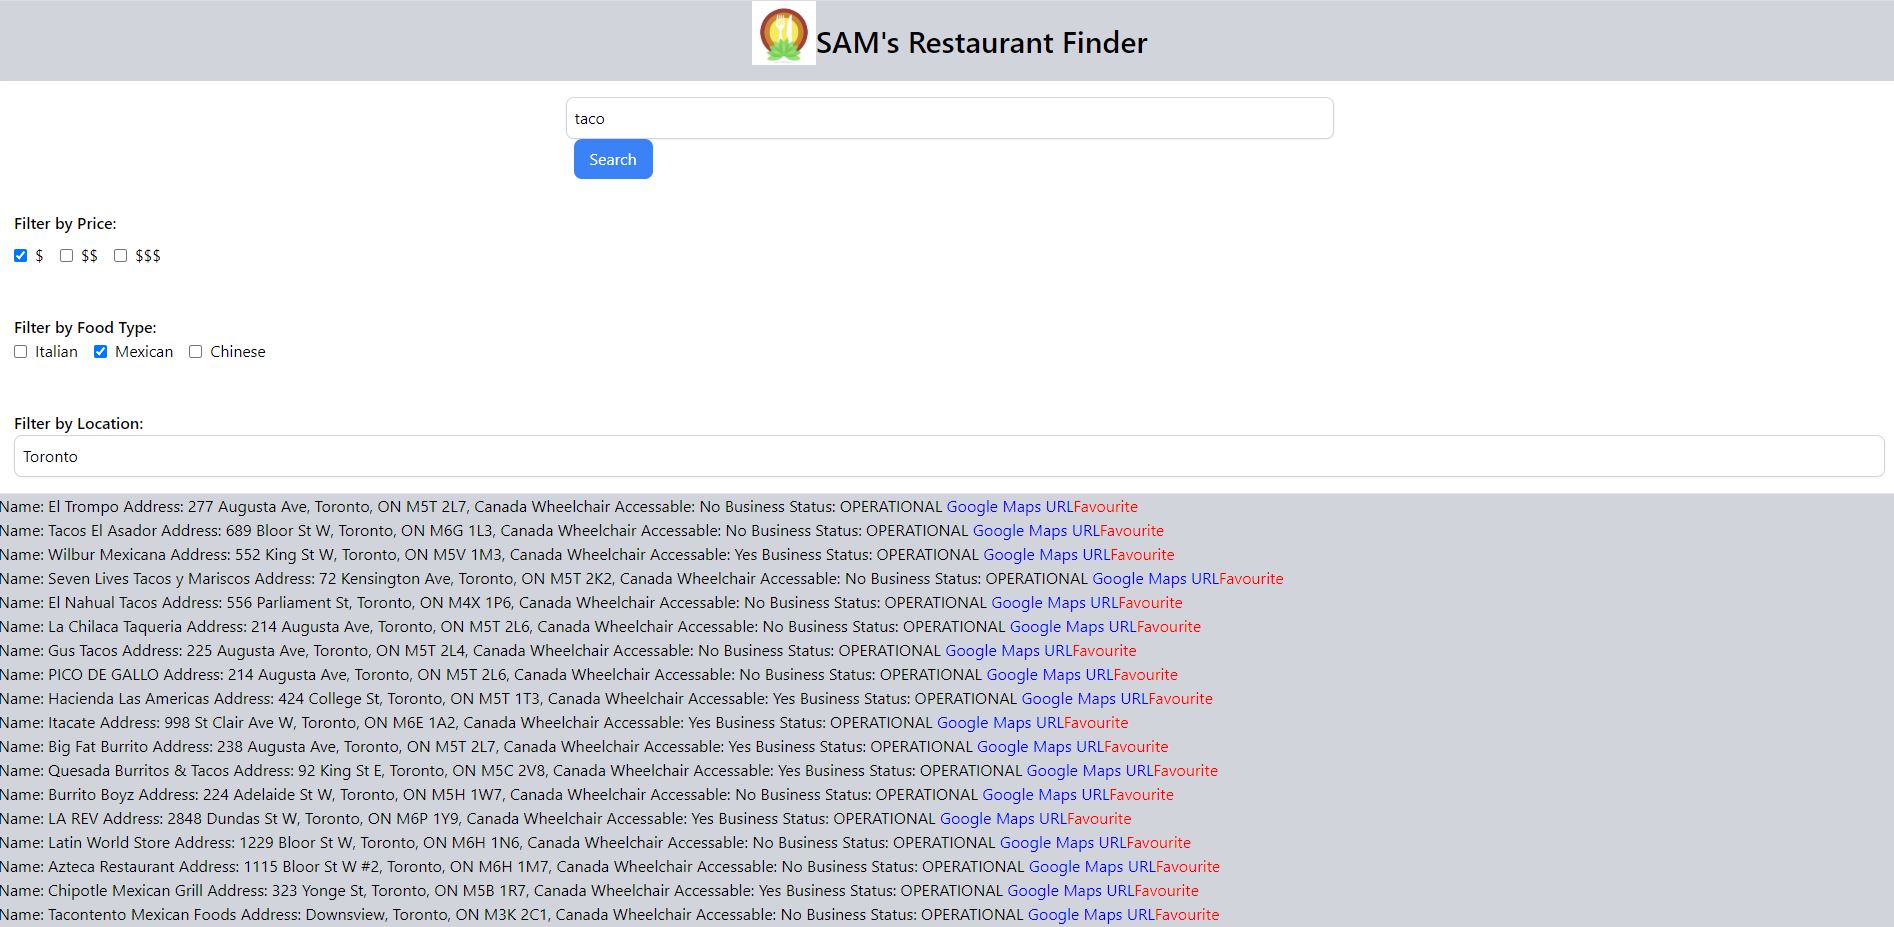 SAM's Restaurant Finder
taco
Search
Filter by Price:
$ $$ $$$
Filter by Food Type:
Italian Mexican Chinese
Filter by Location:
Toronto
Name: El Trompo Address: 277 Augusta Ave, Toronto, ON M5T 2L7, Canada Wheelchair Accessable: No Business Status: OPERATIONAL Google Maps URLFavourite
Name: Tacos El Asador Address: 689 Bloor St W, Toronto, ON M6G 1L3, Canada Wheelchair Accessable: No Business Status: OPERATIONAL Google Maps URLFavourite
Name: Wilbur Mexicana Address: 552 King St W, Toronto, ON M5V 1M3, Canada Wheelchair Accessable: Yes Business Status: OPERATIONAL Google Maps URLFavourite
Name: Seven Lives Tacos y Mariscos Address: 72 Kensington Ave, Toronto, ON M5T 2K2, Canada Wheelchair Accessable: No Business Status: OPERATIONAL Google Maps URLFavourite
Name: El Nahual Tacos Address: 556 Parliament St, Toronto, ON M4X 1P6, Canada Wheelchair Accessable: No Business Status: OPERATIONAL Google Maps URLFavourite
Name: La Chilaca Taqueria Address: 214 Augusta Ave, Toronto, ON M5T 2L6, Canada Wheelchair Accessable: No Business Status: OPERATIONAL Google Maps URLFavourite
Name: Gus Tacos Address: 225 Augusta Ave, Toronto, ON M5T 2L4, Canada Wheelchair Accessable: No Business Status: OPERATIONAL Google Maps URLFavourite
Name: PICO DE GALLO Address: 214 Augusta Ave, Toronto, ON M5T 2L6, Canada Wheelchair Accessable: No Business Status: OPERATIONAL Google Maps URLFavourite
Name: Hacienda Las Americas Address: 424 College St, Toronto, ON M5T 1T3, Canada Wheelchair Accessable: Yes Business Status: OPERATIONAL Google Maps URLFavourite
Name: Itacate Address: 998 St Clair Ave W, Toronto, ON M6E 1A2, Canada Wheelchair Accessable: Yes Business Status: OPERATIONAL Google Maps URLFavourite
Name: Big Fat Burrito Address: 238 Augusta Ave, Toronto, ON M5T 2L7, Canada Wheelchair Accessable: Yes Business Status: OPERATIONAL Google Maps URLFavourite
Name: Quesada Burritos & Tacos Address: 92 King St E, Toronto, ON M5C 2V8, Canada Wheelchair Accessable: Yes Business Status: OPERATIONAL Google Maps URLFavourite
Name: Burrito Boyz Address: 224 Adelaide St W, Toronto, ON M5H 1W7, Canada Wheelchair Accessable: No Business Status: OPERATIONAL Google Maps URLFavourite
Name: LA REV Address: 2848 Dundas St W, Toronto, ON M6P 1Y9, Canada Wheelchair Accessable: Yes Business Status: OPERATIONAL Google Maps URLFavourite
Name: Latin World Store Address: 1229 Bloor St W, Toronto, ON M6H 1N6, Canada Wheelchair Accessable: No Business Status: OPERATIONAL Google Maps URLFavourite
Name: Azteca Restaurant Address: 1115 Bloor St W #2, Toronto, ON M6H 1M7, Canada Wheelchair Accessable: No Business Status: OPERATIONAL Google Maps URLFavourite
Name: Chipotle Mexican Grill Address: 323 Yonge St, Toronto, ON M5B 1R7, Canada Wheelchair Accessable: Yes Business Status: OPERATIONAL Google Maps URLFavourite
Name: Tacontento Mexican Foods Address: Downsview, Toronto, ON M3K 2C1, Canada Wheelchair Accessable: No Business Status: OPERATIONAL Google Maps URLFavourite